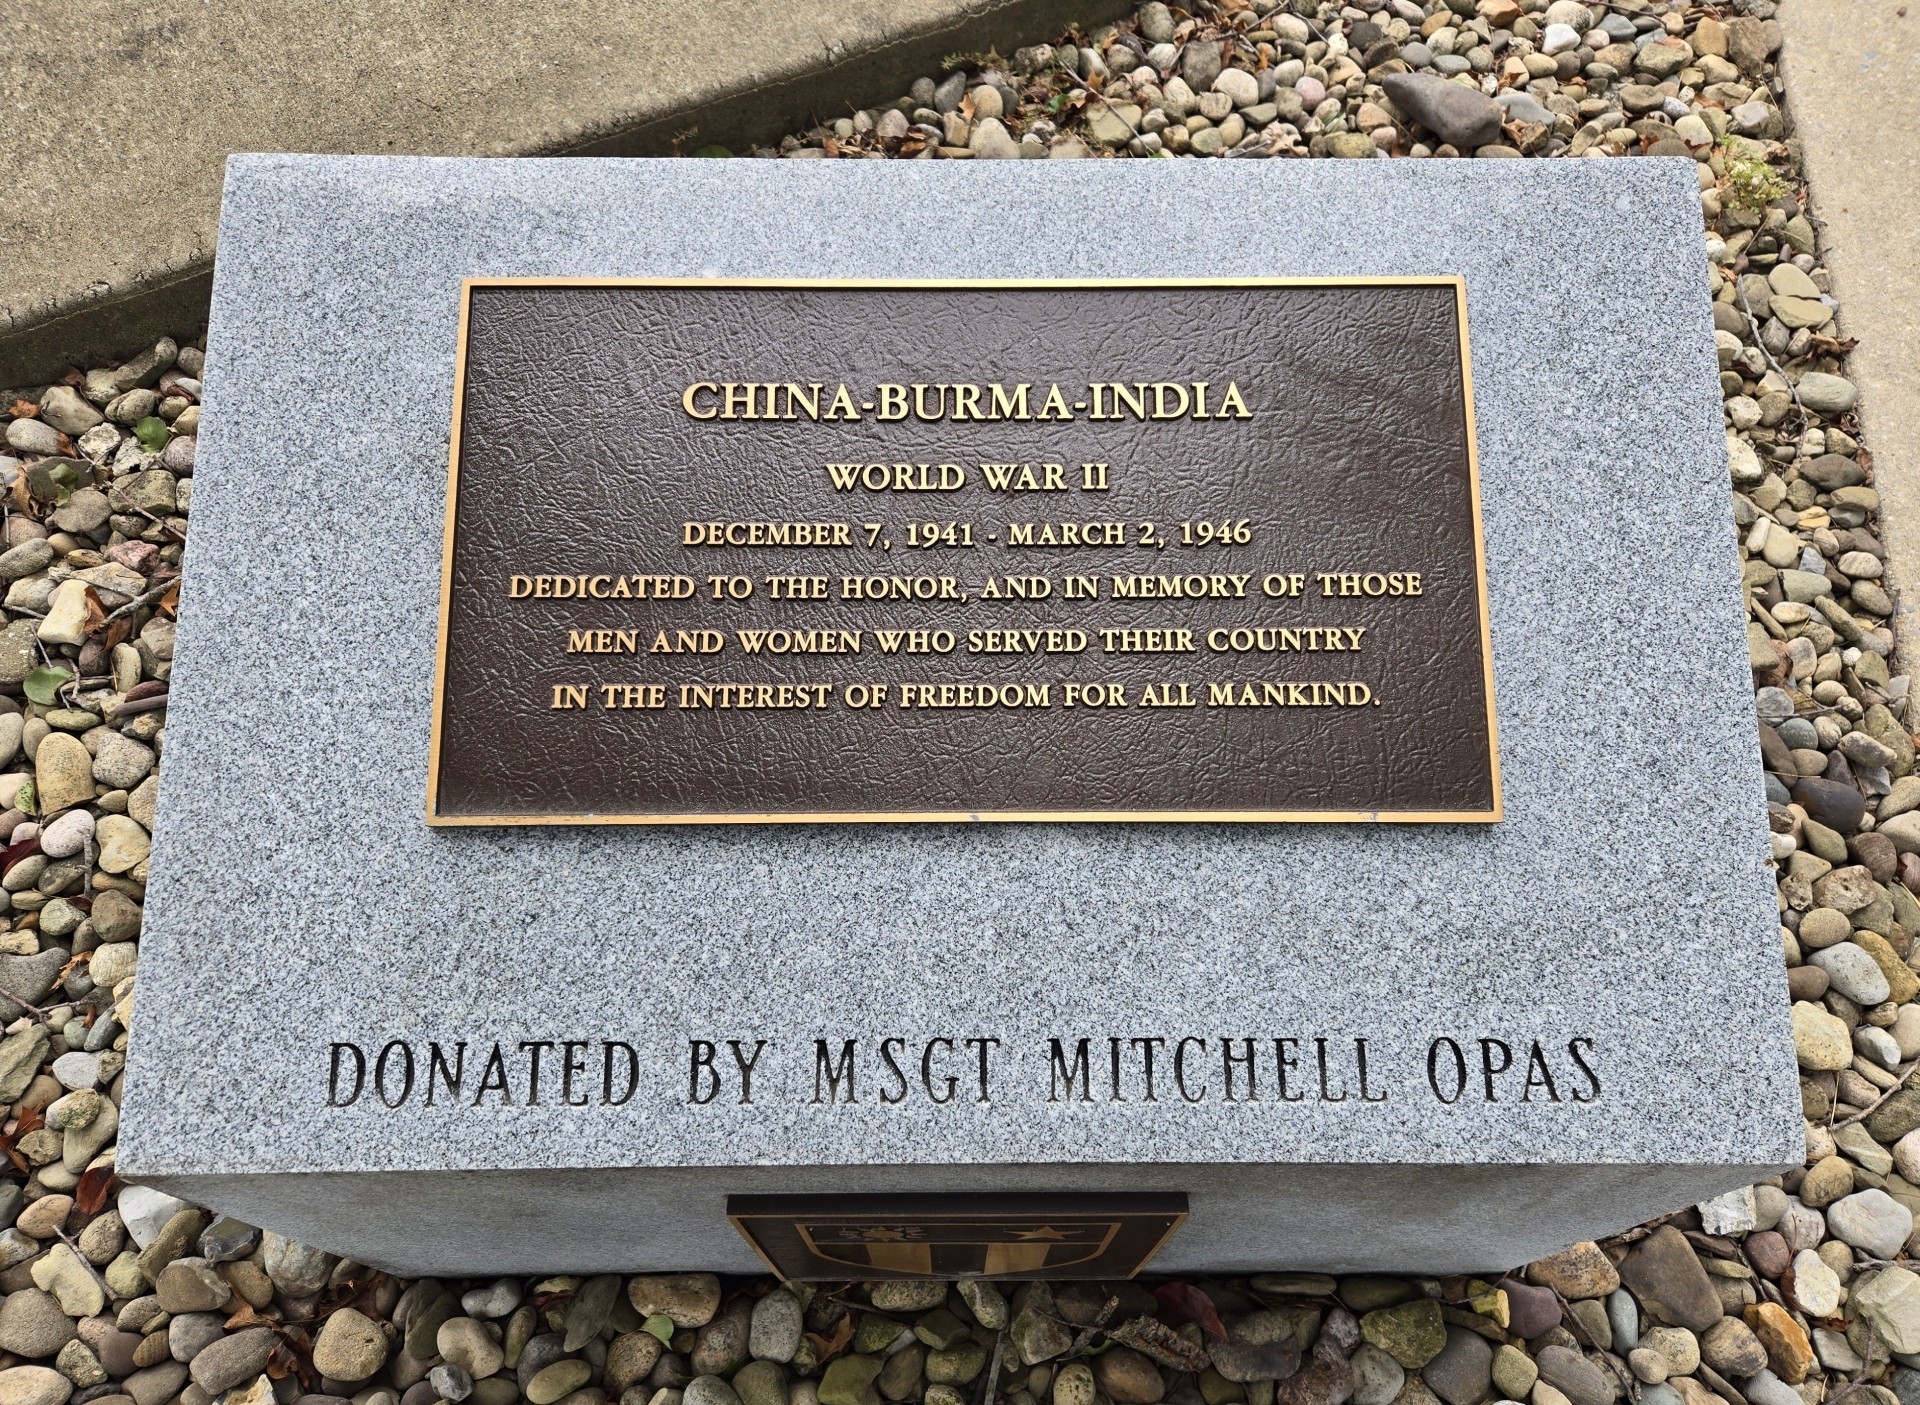 CHINA-BURMA-INDIA
WORLD WAR II
DECEMBER 7, 1941 - MARCH 2, 1946
DEDICATED TO THE HONOR, AND IN MEMORY OF THOSE
MEN AND WOMEN WHO SERVED THEIR COUNTRY
IN THE INTEREST OF FREEDOM FOR ALL MANKIND.
DONATED BY MSGT MITCHELL OPAS